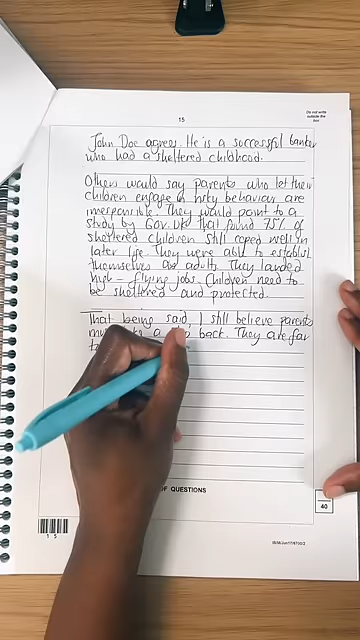 15
Do not write
outside the
box
John Doe agrees. He is a successful banker
who had a sheltered childhood.
Others would say parents who let their
children engage in risky behaviour are
irresponsible. They would point to a
study by Gov.uk that found 75% of
sheltered children still coped well in
later life. They were able to establish
themselves as adults. They landed
high-flying jobs. Children need to
be sheltered and protected.
That being said, I still believe parents
a back. They are far
OF QUESTIONS
40
1 5
IB/M/Jun17/8700/2